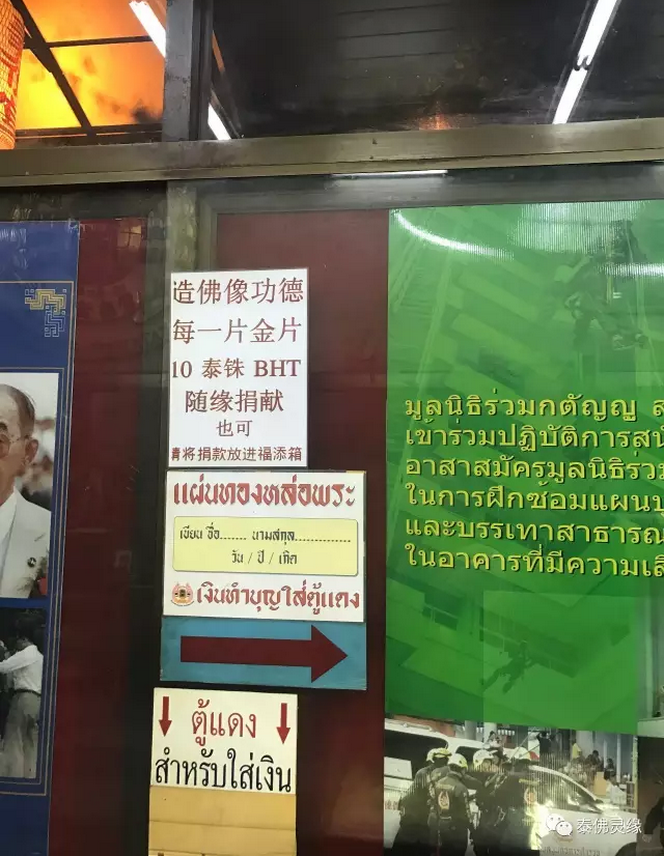 造佛像功德
每一片金片
10 泰铢 BHT
随缘捐献
也可
请将捐款放进福添箱
แผ่นทองหล่อพระ
เขียน ชื่อ....... นามสกุล..............
วัน / ปี / เกิด
เงินทำบุญใส่ตู้แดง
ตู้แดง
สำหรับใส่เงิน
มูลนิธิร่วมกตัญญู
เข้าร่วมปฏิบัติการ
อาสาสมัครมูลนิธิร่วม
ในการฝึกซ้อมแผน
และบรรเทาสาธารณ
ในอาคารที่มีความ
泰佛灵缘